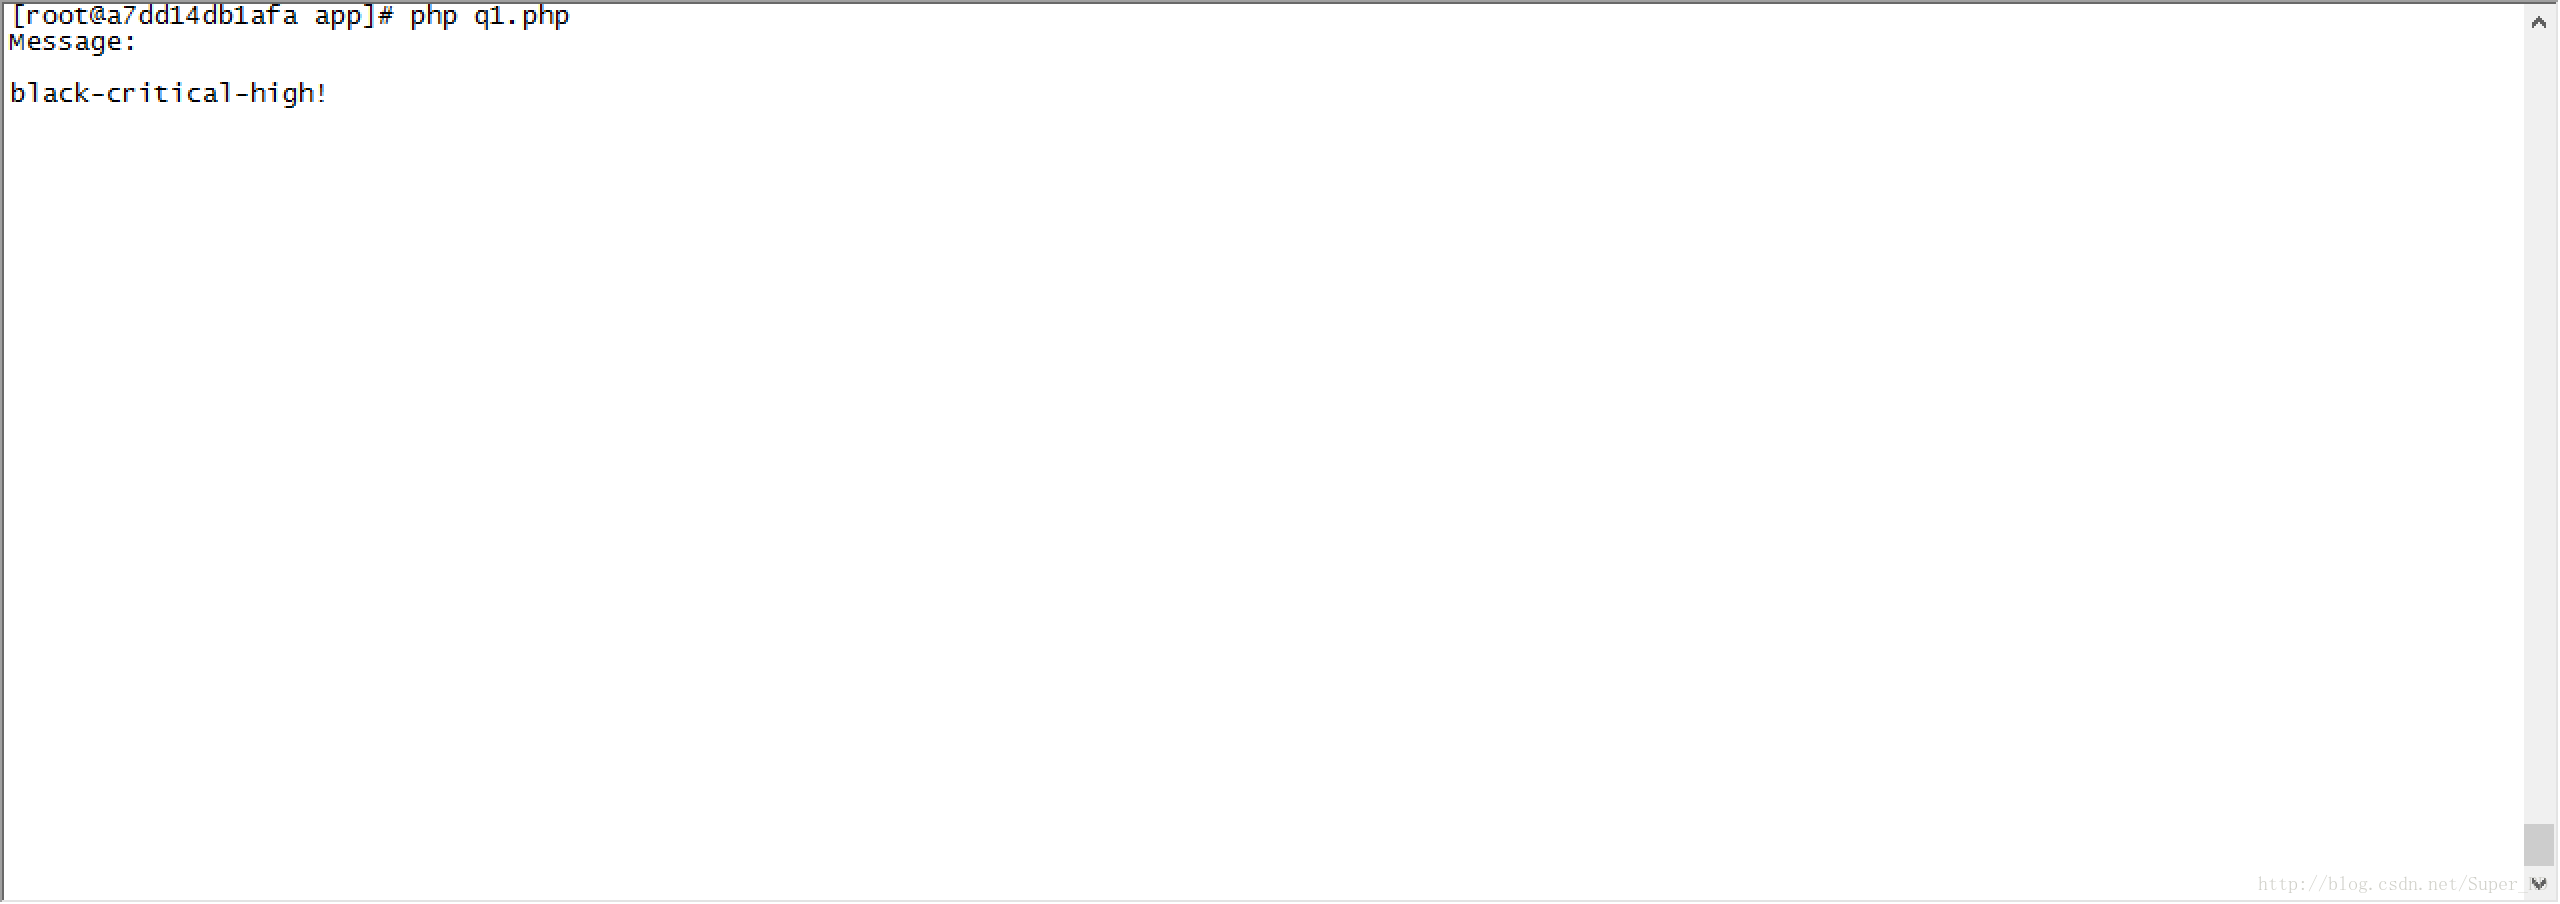 [root@a7dd14db1afa app]# php q1.php
Message:
black-critical-high!
http://blog.csdn.net/Super_